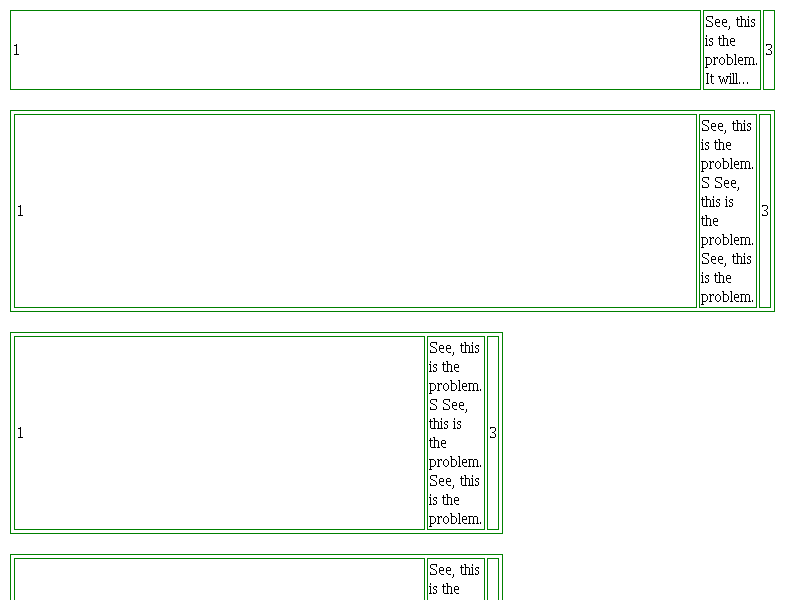 1
See, this
is the
problem.
It will...
3
1
See, this
is the
problem.
S See,
this is
the
problem.
See, this
is the
problem.
3
1
See, this
is the
problem.
S See,
this is
the
problem.
See, this
is the
problem.
3
See, this
is the